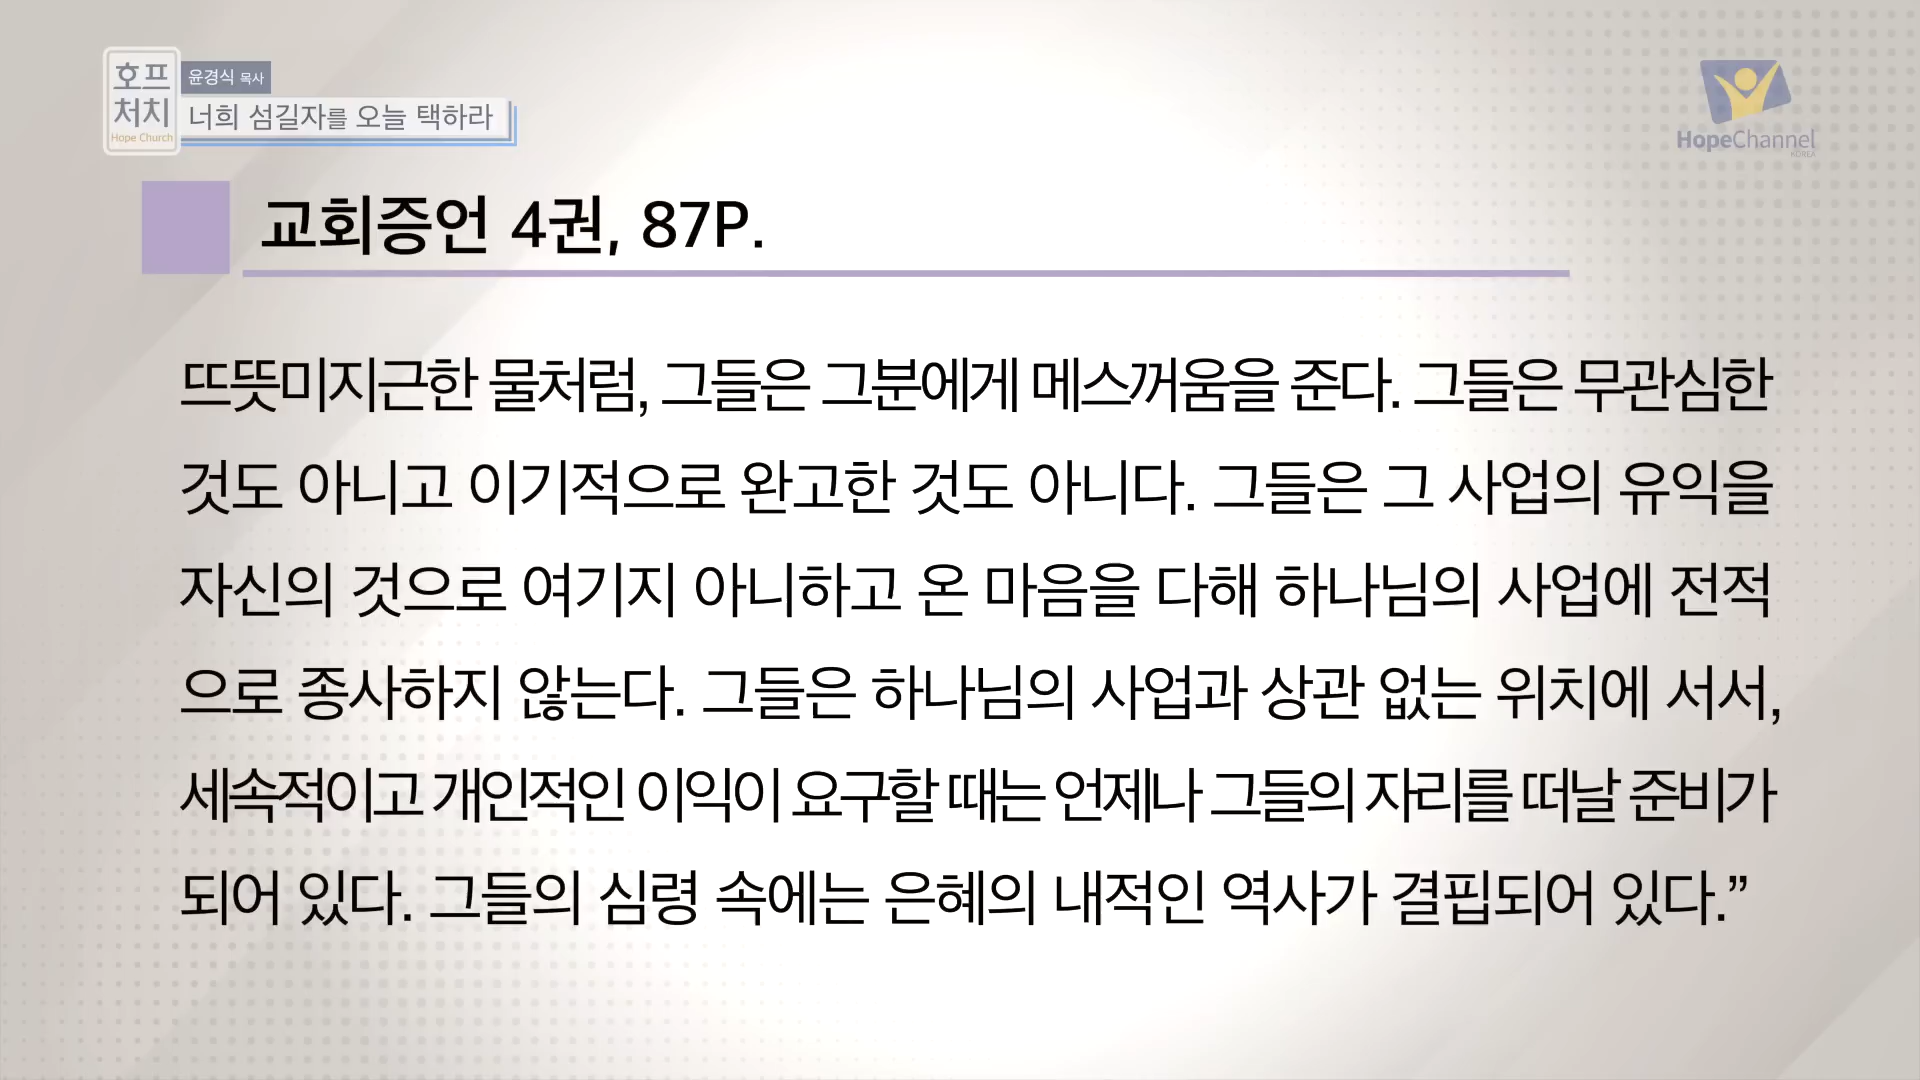 호프
처치
Hope Church
윤경식 목사
너희 섬길자를 오늘 택하라
HopeChannel
KOREA
교회증언 4권, 87P.
뜨뜻미지근한 물처럼, 그들은 그분에게 메스꺼움을 준다. 그들은 무관심한
것도 아니고 이기적으로 완고한 것도 아니다. 그들은 그 사업의 유익을
자신의 것으로 여기지 아니하고 온 마음을 다해 하나님의 사업에 전적
으로 종사하지 않는다. 그들은 하나님의 사업과 상관 없는 위치에 서서,
세속적이고 개인적인 이익이 요구할 때는 언제나 그들의 자리를 떠날 준비가
되어 있다. 그들의 심령 속에는 은혜의 내적인 역사가 결핍되어 있다.”